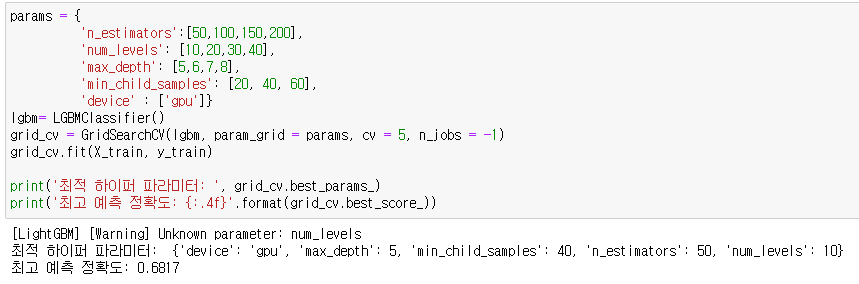 params = {
'n_estimators':[50,100,150,200],
'num_levels': [10,20,30,40],
'max_depth': [5,6,7,8],
'min_child_samples': [20, 40, 60],
'device' : ['gpu']}
lgbm= LGBMClassifier()
grid_cv = GridSearchCV(lgbm, param_grid = params, cv = 5, n_jobs = -1)
grid_cv.fit(X_train, y_train)
print('최적 하이퍼 파라미터: ', grid_cv.best_params_)
print('최고 예측 정확도: {:.4f}'.format(grid_cv.best_score_))
[LightGBM] [Warning] Unknown parameter: num_levels
최적 하이퍼 파라미터:  {'device': 'gpu', 'max_depth': 5, 'min_child_samples': 40, 'n_estimators': 50, 'num_levels': 10}
최고 예측 정확도: 0.6817